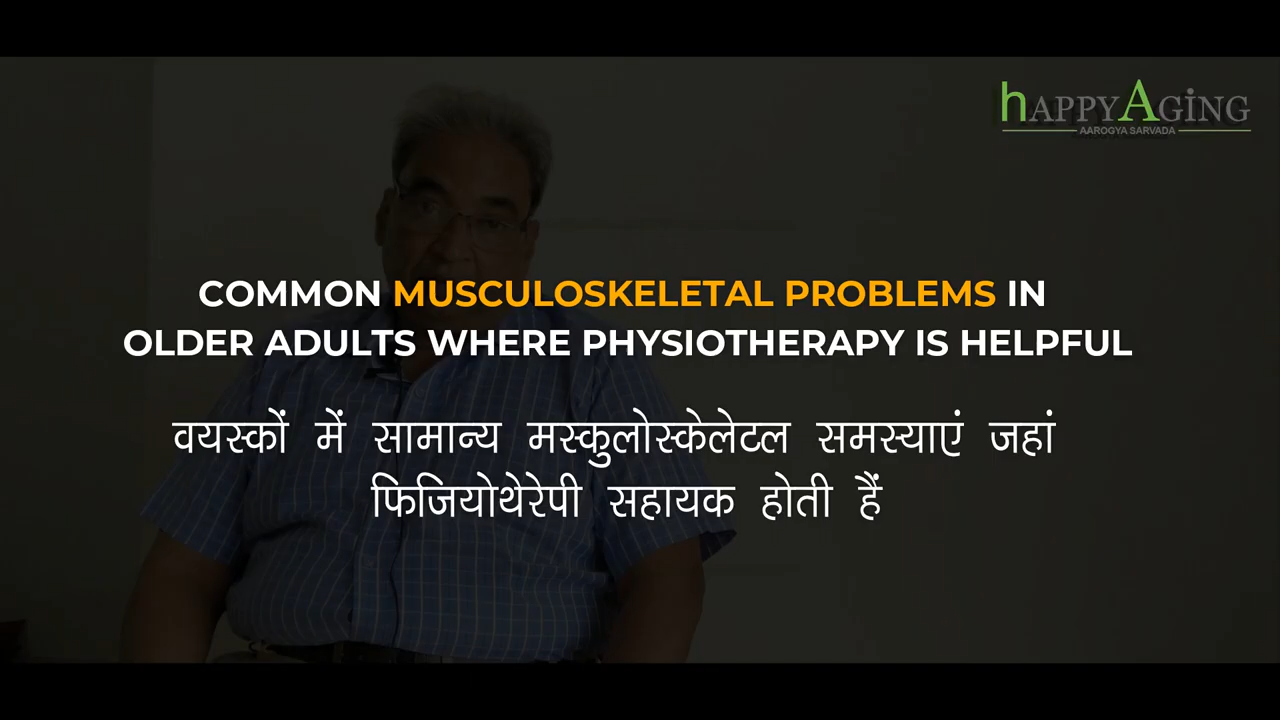 hAPPYAGiNG
AAROGYA SARVADA
COMMON MUSCULOSKELETAL PROBLEMS IN
OLDER ADULTS WHERE PHYSIOTHERAPY IS HELPFUL
वयस्कों में सामान्य मस्कुलोस्केलेटल समस्याएं जहां
फिजियोथेरेपी सहायक होती हैं